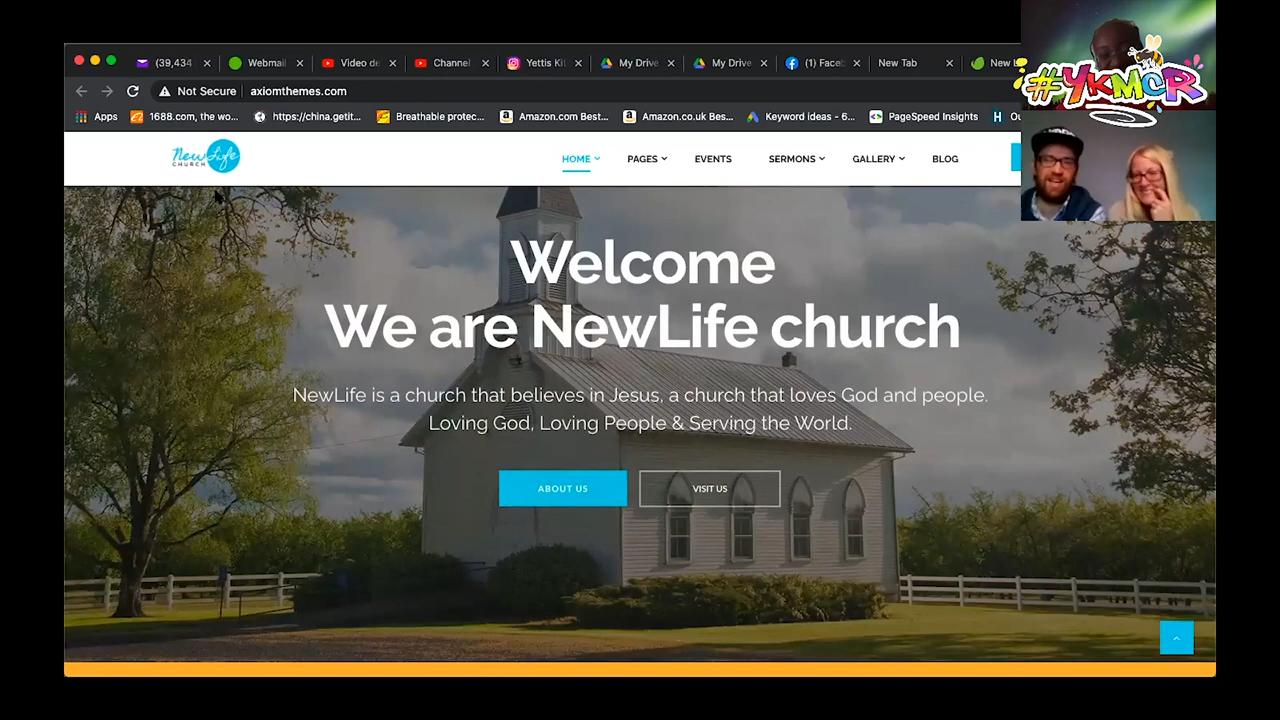 (39,434
Webmail
Video de
Channel
Yettis Kit
My Drive
My Drive
(1) Faceb
New Tab
New L
#YKMCR
Not Secure
axiomthemes.com
Apps
1688.com, the wo...
https://china.getit...
Breathable protec...
Amazon.com Best...
Amazon.co.uk Bes...
Keyword ideas - 6...
PageSpeed Insights
H
Ou
New Life
CHURCH
HOME
PAGES
EVENTS
SERMONS
GALLERY
BLOG
Welcome
We are NewLife church
NewLife is a church that believes in Jesus, a church that loves God and people.
Loving God, Loving People & Serving the World.
ABOUT US
VISIT US